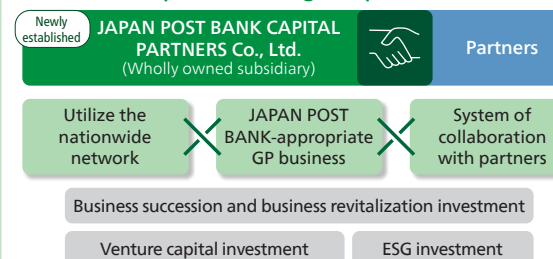 Newly
established
JAPAN POST BANK CAPITAL
PARTNERS Co., Ltd.
(Wholly owned subsidiary)
Partners
Utilize the
nationwide
network
JAPAN POST
BANK-appropriate
GP business
System of
collaboration
with partners
Business succession and business revitalization investment
Venture capital investment
ESG investment